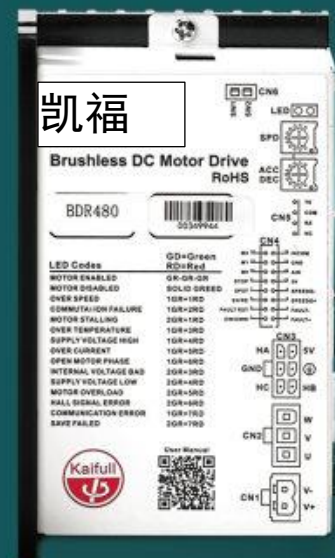 凯福
Brushless DC Motor Drive
RoHS
BDR480
00349944
LED Codes
GD=Green
RD=Red
MOTOR ENABLED GR-GR-GR
MOTOR DISABLED SOLID GREED
OVER SPEED 1GR+1RD
COMMUTAION FAILURE 1GR+2RD
MOTOR STALLING 2GR+1RD
OVER TEMPERATURE 1GR+3RD
SUPPLY VOLTAGE HIGH 1GR+4RD
OVER CURRENT 1GR+5RD
OPEN MOTOR PHASE 1GR+6RD
INTERNAL VOLTAGE BAD 2GR+3RD
SUPPLY VOLTAGE LOW 2GR+4RD
MOTOR OVERLOAD 2GR+5RD
HALL SIGNAL ERROR 2GR+6RD
COMMUNICATION ERROR 1GR+7RD
SAVE FAILED 2GR+7RD
User Manual
Kaifull
CN6
SW1
SW2
LED
SPD
ACC
DEC
CN5
CN4
CN3
HA
5V
GND
HC
HB
CN2
W
V
U
CN1
V-
V+